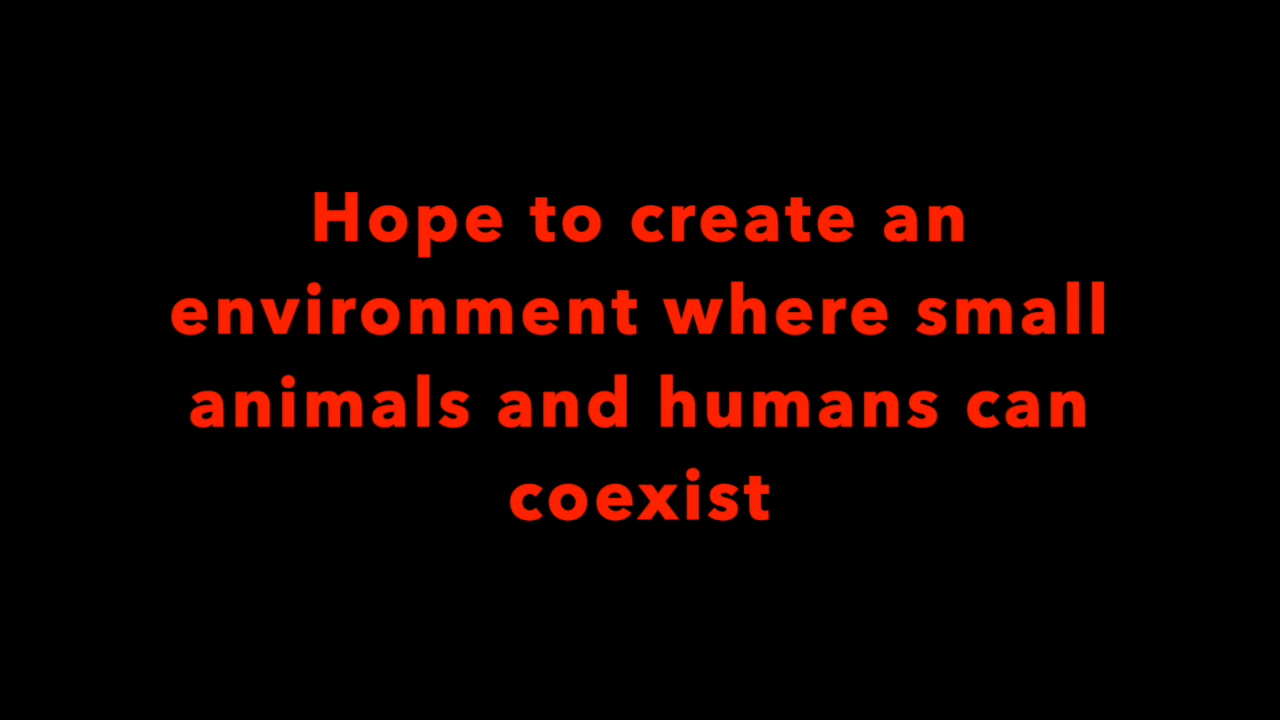 Hope to create an
environment where small
animals and humans can
coexist